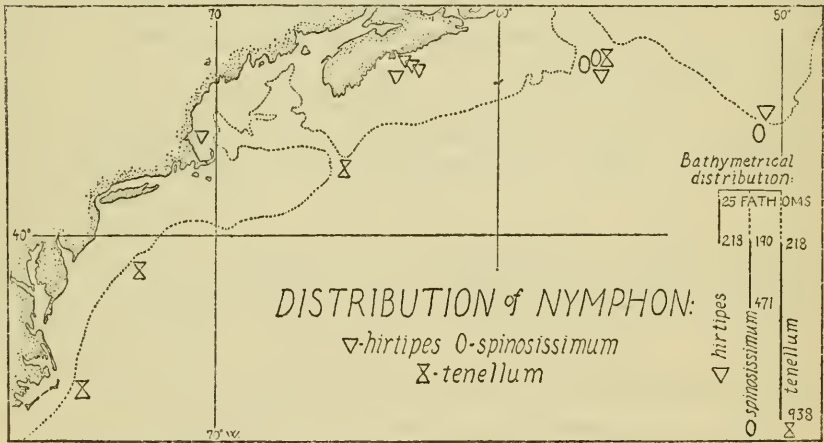 70 60 50°
Bathymetrical
distribution:
25 FATHOMS
40°
213 190 218
DISTRIBUTION of NYMPHON:
471
▽-hirtipes O-spinosissimum
-tenellum
hirtipes
spinosissimum
tenellum
938
70° W.